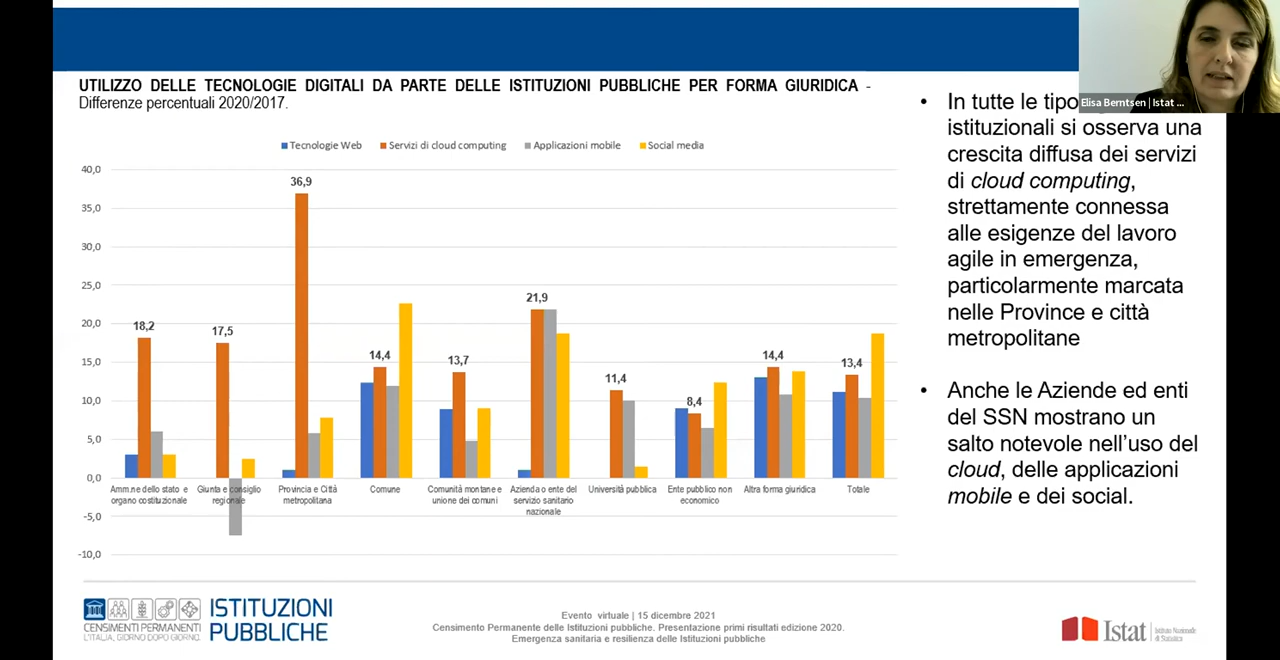 UTILIZZO DELLE TECNOLOGIE DIGITALI DA PARTE DELLE ISTITUZIONI PUBBLICHE PER FORMA GIURIDICA -
Differenze percentuali 2020/2017.
Tecnologie Web Servizi di cloud computing Applicazioni mobile Social media
40,0
35,0
30,0
25,0
20,0
15,0
10,0
5,0
0,0
-5,0
-10,0
18,2
17,5
36,9
14,4
13,7
21,9
11,4
8,4
14,4
13,4
Amm.ne dello stato e
organo costituzionale
Giunta e consiglio
regionale
Provincia e Città
metropolitana
Comune
Comunità montane e
unione dei comuni
Azienda o ente del
servizio sanitario
nazionale
Università pubblica
Ente pubblico non
economico
Altra forma giuridica
Totale
Elisa Berntsen | Istat ...
• In tutte le
istituzionali si osserva una
crescita diffusa dei servizi
di cloud computing,
strettamente connessa
alle esigenze del lavoro
agile in emergenza,
particolarmente marcata
nelle Province e città
metropolitane
• Anche le Aziende ed enti
del SSN mostrano un
salto notevole nell'uso del
cloud, delle applicazioni
mobile e dei social.
CENSIMENTI PERMANENTI
L'ITALIA, GIORNO DOPO GIORNO.
ISTITUZIONI
PUBBLICHE
Evento virtuale | 15 dicembre 2021
Censimento Permanente delle Istituzioni pubbliche. Presentazione primi risultati edizione 2020.
Emergenza sanitaria e resilienza delle Istituzioni pubbliche
Istat
Istituto Nazionale
di Statistica